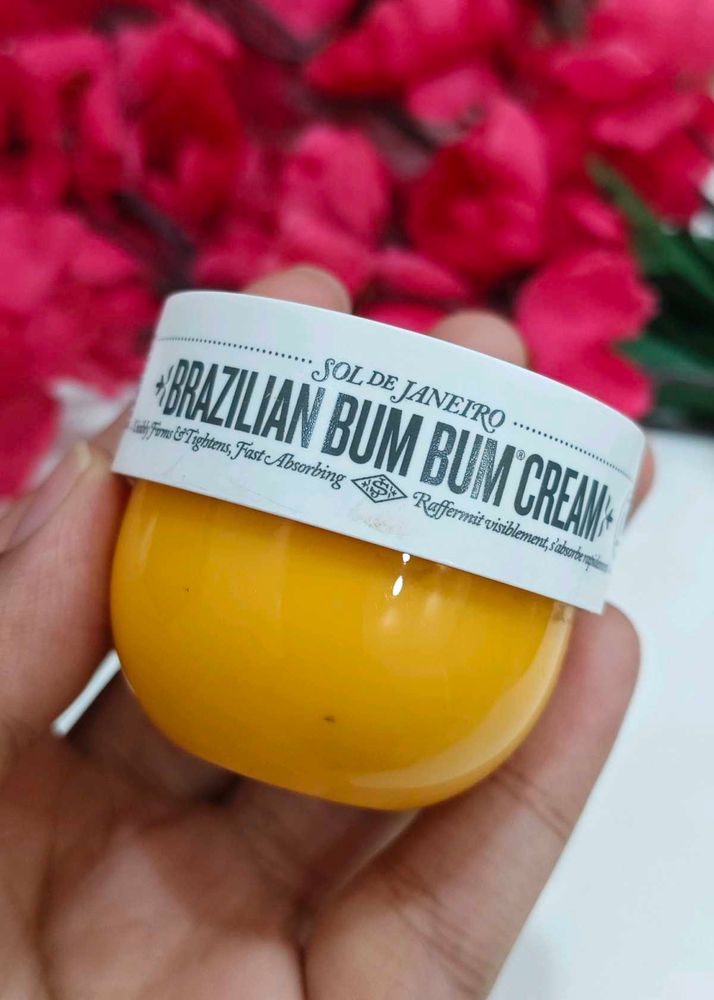 SOL DE JANEIRO
BRAZILIAN BUM BUM® CREAM
Visibly Firms & Tightens, Fast Absorbing
Raffermit visiblement, s'absorbe rapidement